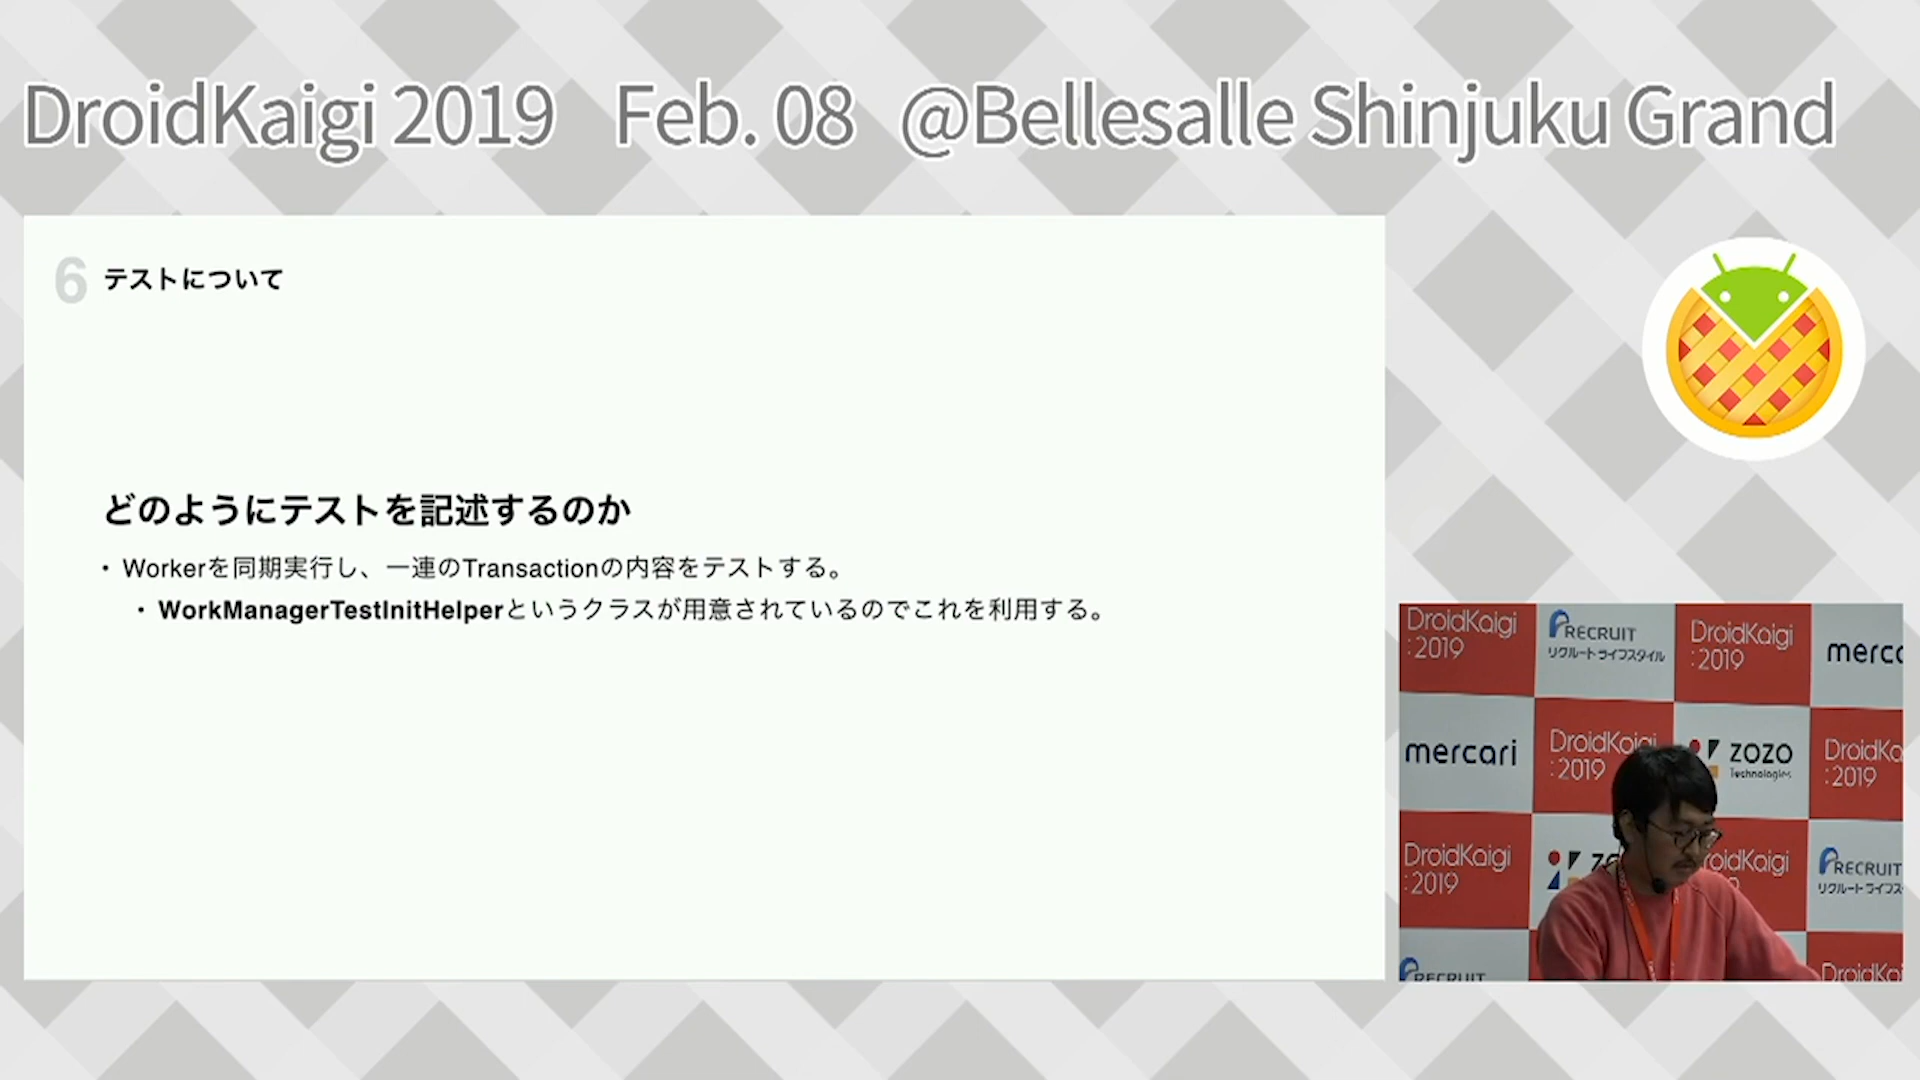 DroidKaigi 2019 Feb. 08 @Bellesalle Shinjuku Grand
6 テストについて
どのようにテストを記述するのか
・ Workerを同期実行し、一連のTransactionの内容をテストする。
・ WorkManagerTestInitHelperというクラスが用意されているのでこれを利用する。
DroidKaigi
:2019
RECRUIT
リクルートライフスタイル
DroidKaigi
:2019
mercari
DroidKaigi
:2019
ZOZO
Technologies
DroidKa
:2019
DroidKaigi
:2019
RECRUIT
RECRUIT